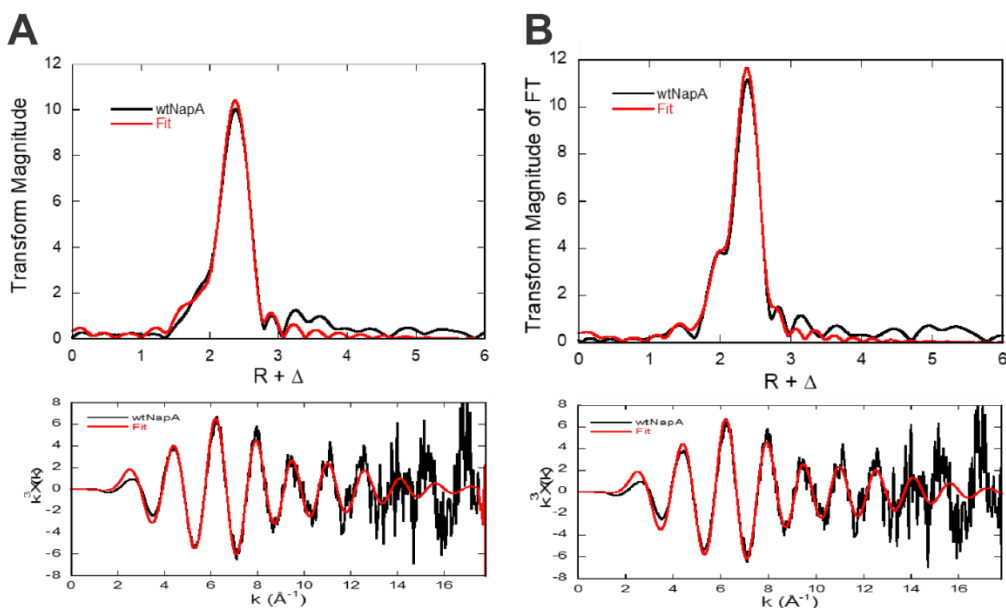 A
Transform Magnitude
12
10
8
6
4
2
0
wtNapA
Fit
0 1 2 3 4 5 6
R + Δ
k³X(k)
8
6
4
2
0
-2
-4
-6
-8
wtNapA
Fit
0 2 4 6 8 10 12 14 16
k (Å⁻¹)
B
Transform Magnitude of FT
12
10
8
6
4
2
0
wtNapA
Fit
0 1 2 3 4 5 6
R + Δ
k³X(k)
8
6
4
2
0
-2
-4
-6
-8
wtNapA
Fit
0 2 4 6 8 10 12 14 16
k (Å⁻¹)